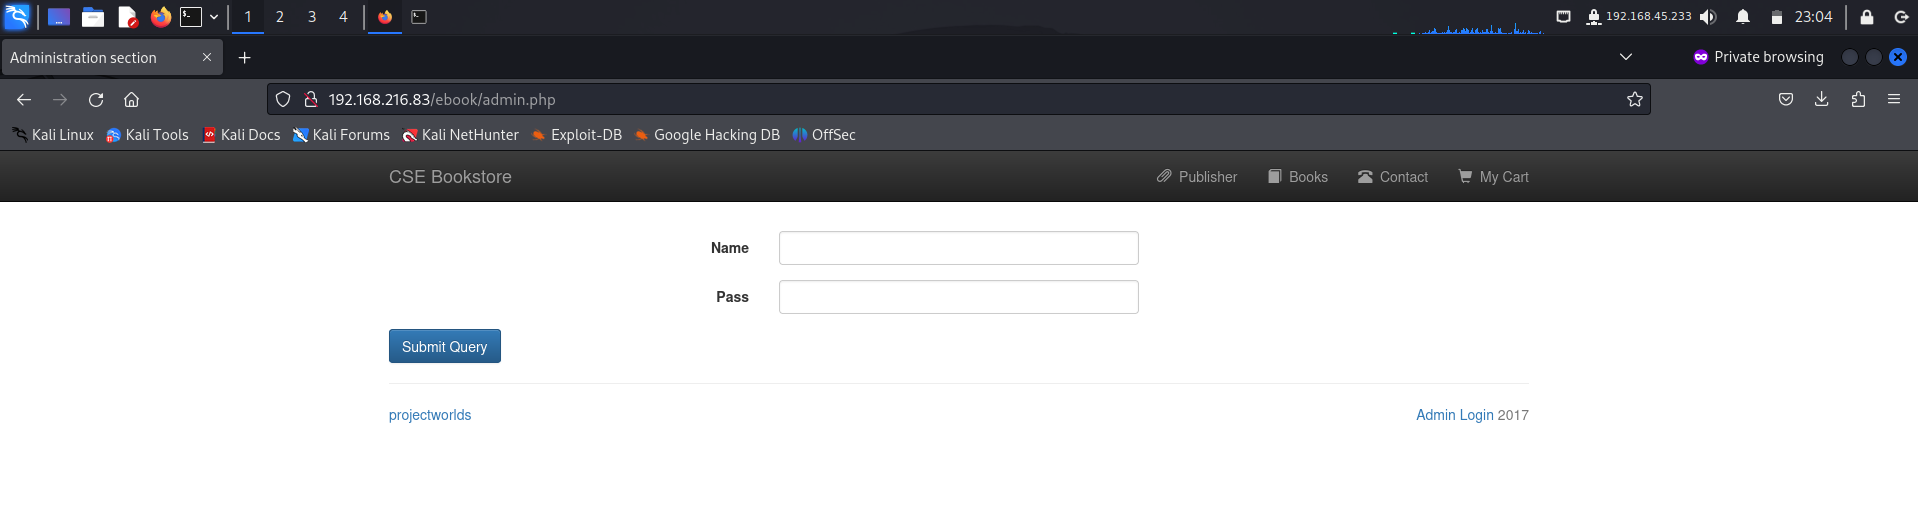 1 2 3 4 192.168.45.233 23:04
Administration section Private browsing
192.168.216.83/ebook/admin.php
Kali Linux Kali Tools Kali Docs Kali Forums Kali NetHunter Exploit-DB Google Hacking DB OffSec
CSE Bookstore Publisher Books Contact My Cart
Name
Pass
Submit Query
projectworlds Admin Login 2017